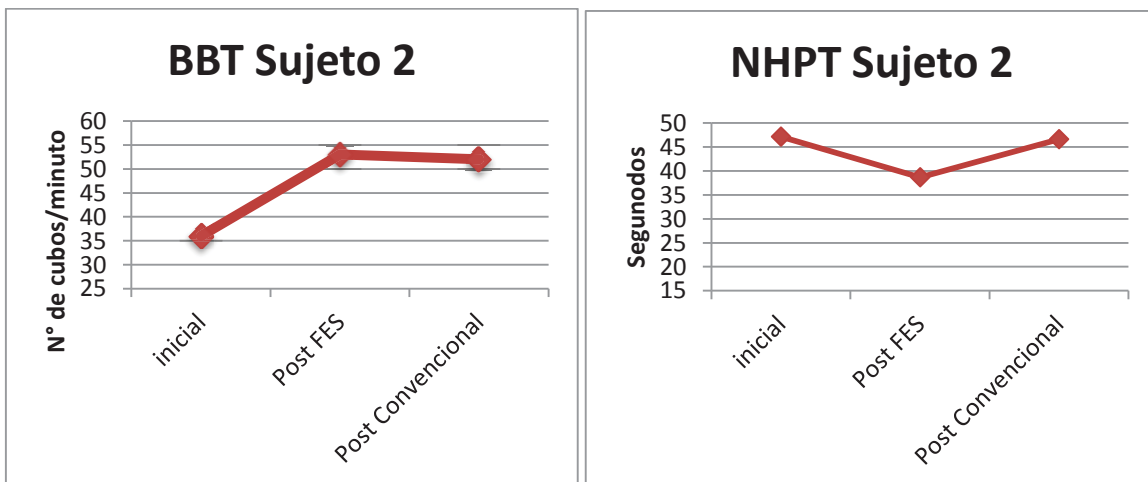 BBT Sujeto 2
N° de cubos/minuto
60
55
50
45
40
35
30
25
inicial
Post FES
Post Convencional
NHPT Sujeto 2
Segunodos
50
45
40
35
30
25
20
15
inicial
Post FES
Post Convencional